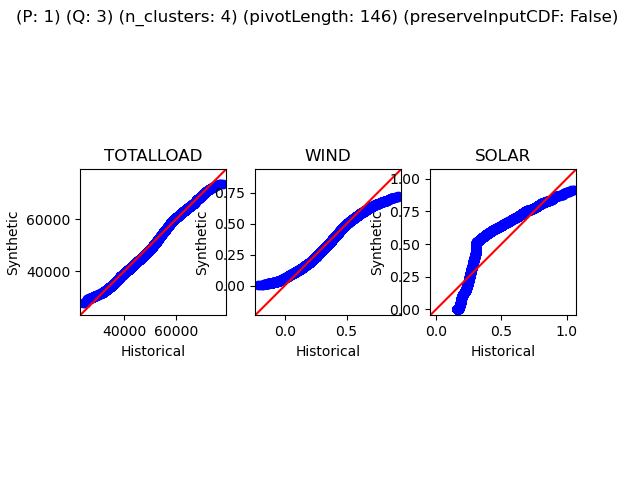 (P: 1) (Q: 3) (n_clusters: 4) (pivotLength: 146) (preserveInputCDF: False)
TOTALLOAD
Synthetic
60000
40000
40000 60000
Historical
WIND
Synthetic
0.75
0.50
0.25
0.00
0.0 0.5
Historical
SOLAR
Synthetic
1.00
0.75
0.50
0.25
0.00
0.0 0.5 1.0
Historical